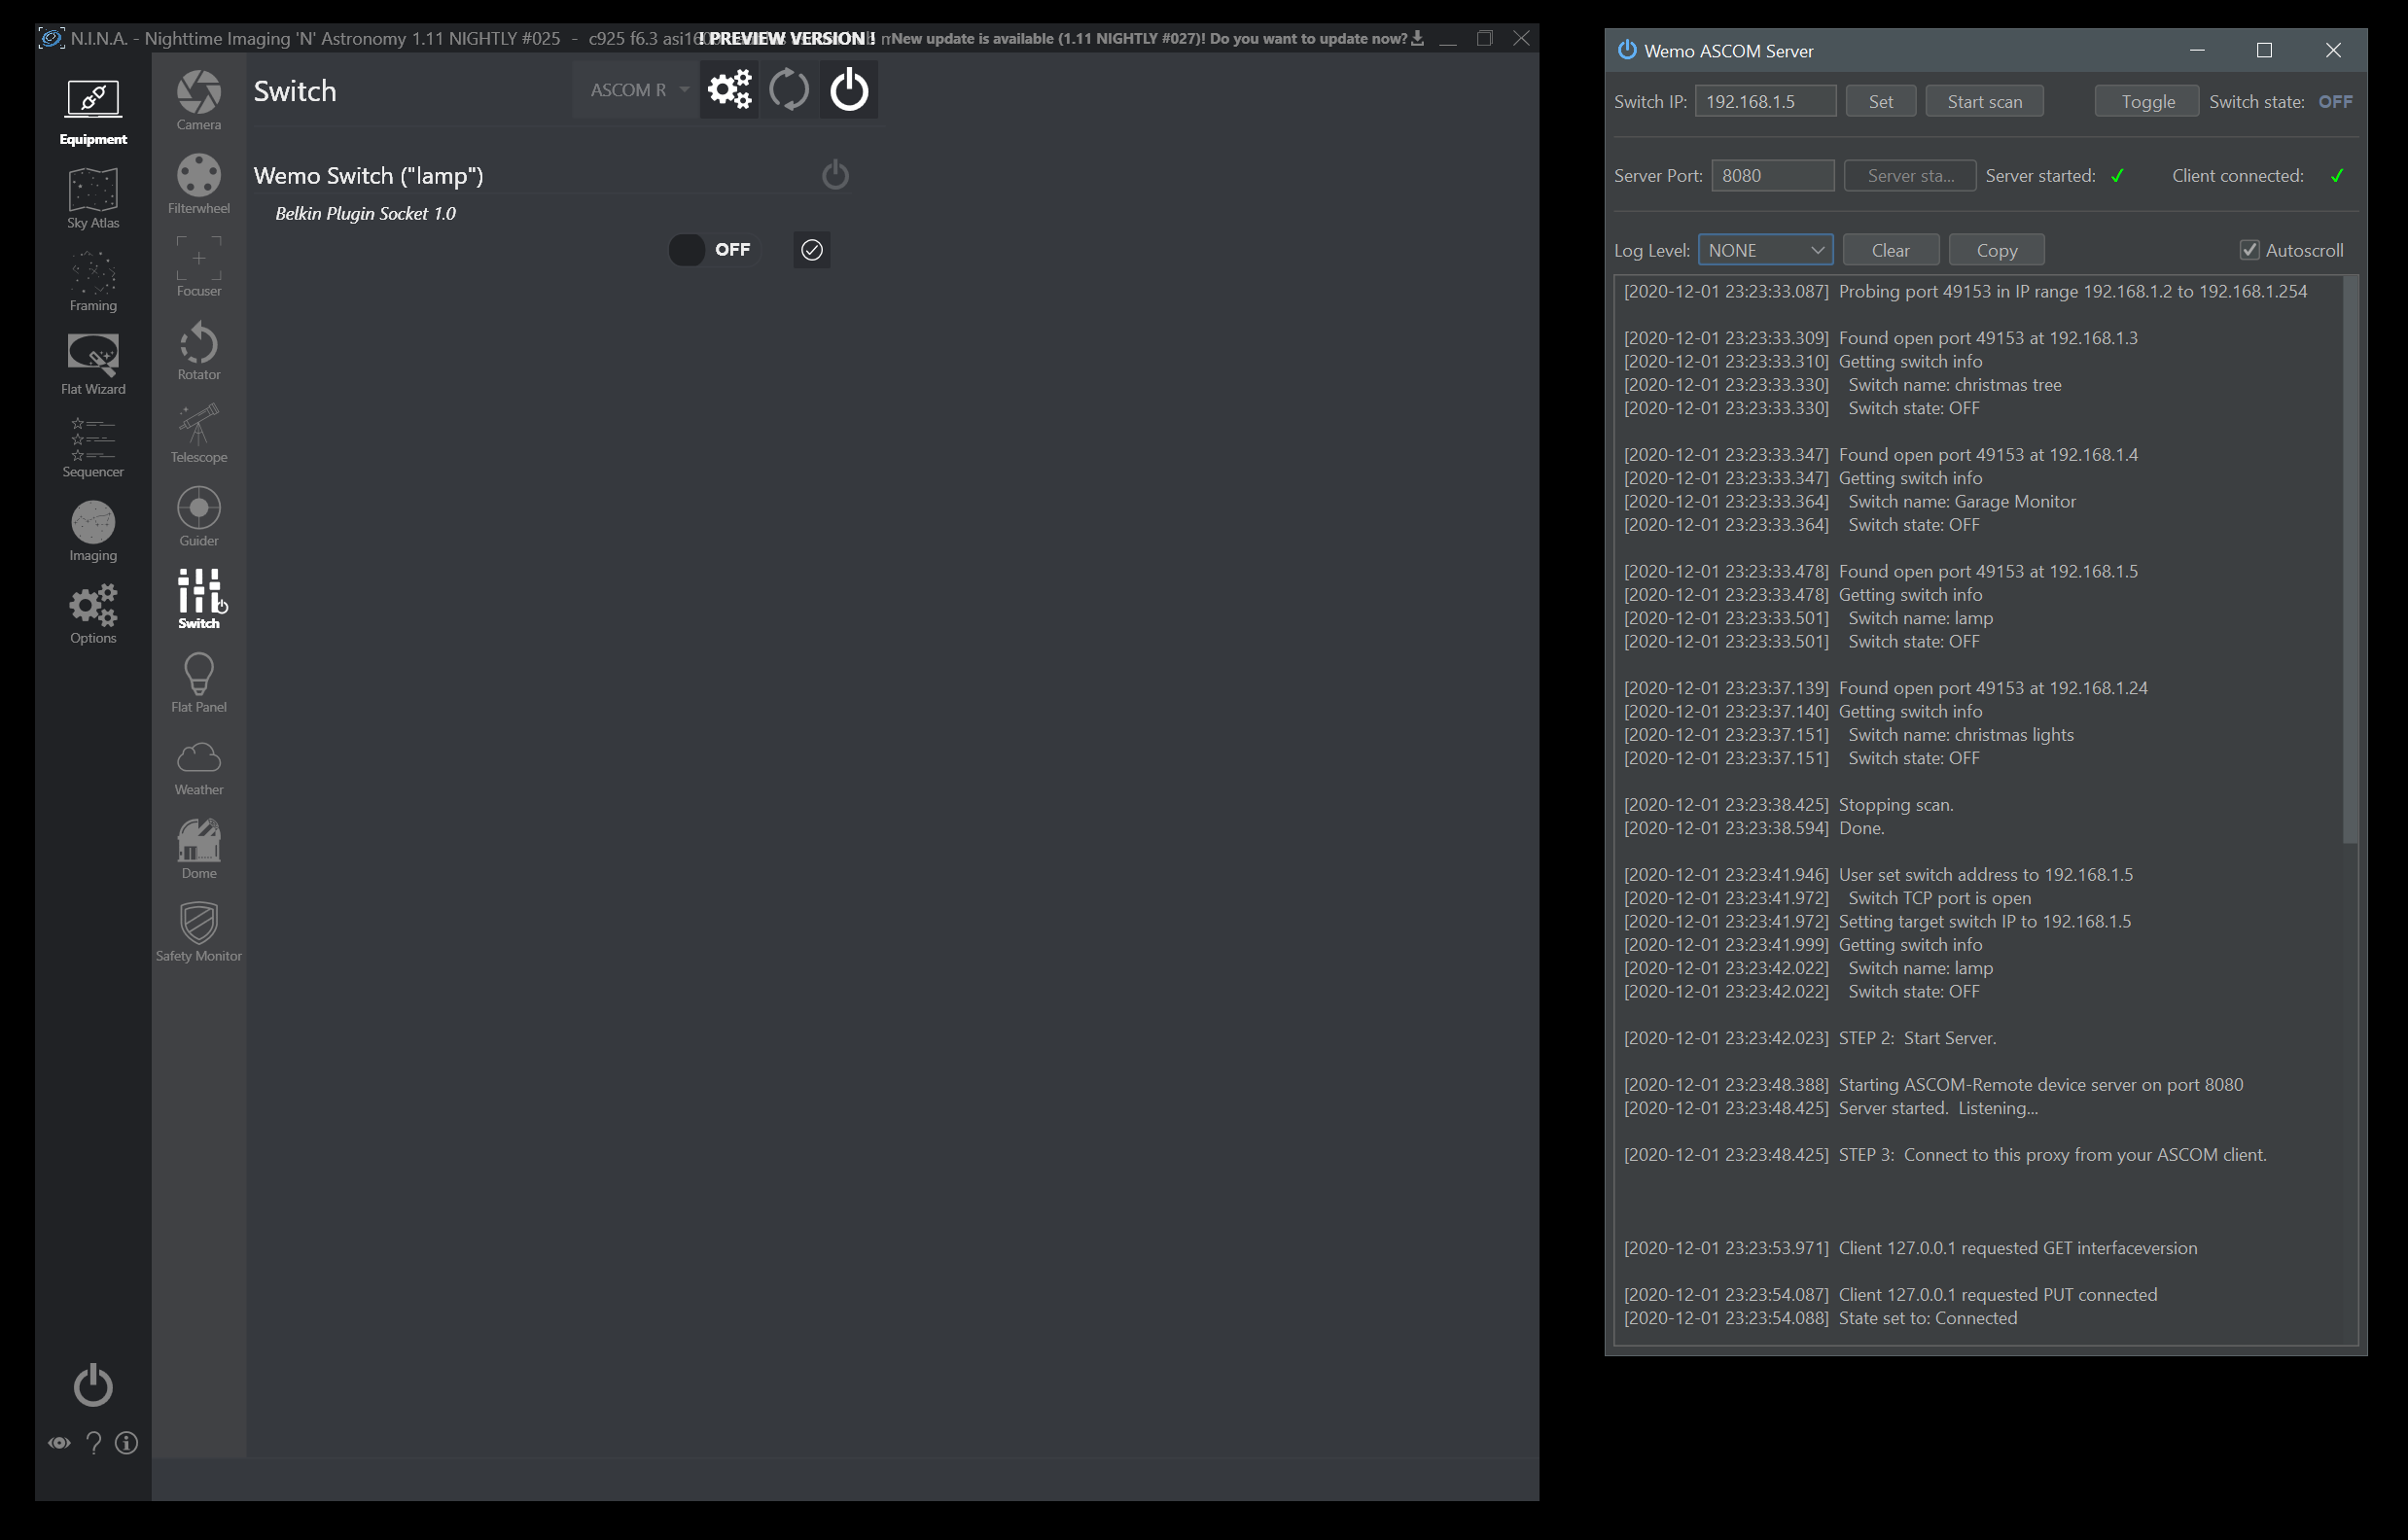 N.I.N.A. - Nighttime Imaging 'N' Astronomy 1.11 NIGHTLY #025 - c925 f6.3 ! PREVIEW VERSION ! New update is available (1.11 NIGHTLY #027)! Do you want to update now?
Equipment
Sky Atlas
Framing
Flat Wizard
Sequencer
Imaging
Options
Camera
Filterwheel
Focuser
Rotator
Telescope
Guider
Switch
Flat Panel
Weather
Dome
Safety Monitor
Switch
ASCOM R
Wemo Switch ("lamp")
Belkin Plugin Socket 1.0
OFF
Wemo ASCOM Server
Switch IP: 192.168.1.5 Set Start scan Toggle Switch state: OFF
Server Port: 8080 Server sta... Server started: ✓ Client connected: ✓
Log Level: NONE Clear Copy Autoscroll
[2020-12-01 23:23:33.087] Probing port 49153 in IP range 192.168.1.2 to 192.168.1.254
[2020-12-01 23:23:33.309] Found open port 49153 at 192.168.1.3
[2020-12-01 23:23:33.310] Getting switch info
[2020-12-01 23:23:33.330] Switch name: christmas tree
[2020-12-01 23:23:33.330] Switch state: OFF
[2020-12-01 23:23:33.347] Found open port 49153 at 192.168.1.4
[2020-12-01 23:23:33.347] Getting switch info
[2020-12-01 23:23:33.364] Switch name: Garage Monitor
[2020-12-01 23:23:33.364] Switch state: OFF
[2020-12-01 23:23:33.478] Found open port 49153 at 192.168.1.5
[2020-12-01 23:23:33.478] Getting switch info
[2020-12-01 23:23:33.501] Switch name: lamp
[2020-12-01 23:23:33.501] Switch state: OFF
[2020-12-01 23:23:37.139] Found open port 49153 at 192.168.1.24
[2020-12-01 23:23:37.140] Getting switch info
[2020-12-01 23:23:37.151] Switch name: christmas lights
[2020-12-01 23:23:37.151] Switch state: OFF
[2020-12-01 23:23:38.425] Stopping scan.
[2020-12-01 23:23:38.594] Done.
[2020-12-01 23:23:41.946] User set switch address to 192.168.1.5
[2020-12-01 23:23:41.972] Switch TCP port is open
[2020-12-01 23:23:41.972] Setting target switch IP to 192.168.1.5
[2020-12-01 23:23:41.999] Getting switch info
[2020-12-01 23:23:42.022] Switch name: lamp
[2020-12-01 23:23:42.022] Switch state: OFF
[2020-12-01 23:23:42.023] STEP 2: Start Server.
[2020-12-01 23:23:48.388] Starting ASCOM-Remote device server on port 8080
[2020-12-01 23:23:48.425] Server started. Listening...
[2020-12-01 23:23:48.425] STEP 3: Connect to this proxy from your ASCOM client.
[2020-12-01 23:23:53.971] Client 127.0.0.1 requested GET interfaceversion
[2020-12-01 23:23:54.087] Client 127.0.0.1 requested PUT connected
[2020-12-01 23:23:54.088] State set to: Connected